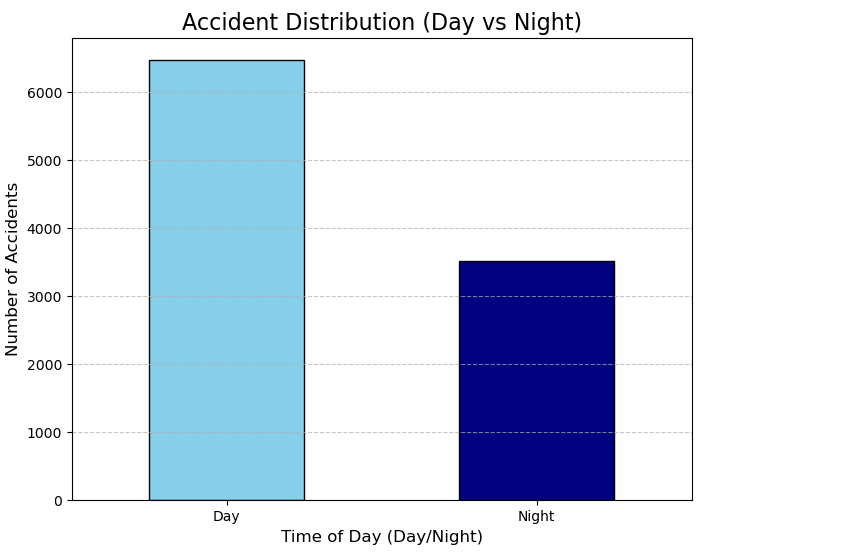 Accident Distribution (Day vs Night)
Number of Accidents
6000
5000
4000
3000
2000
1000
0
Day Night
Time of Day (Day/Night)